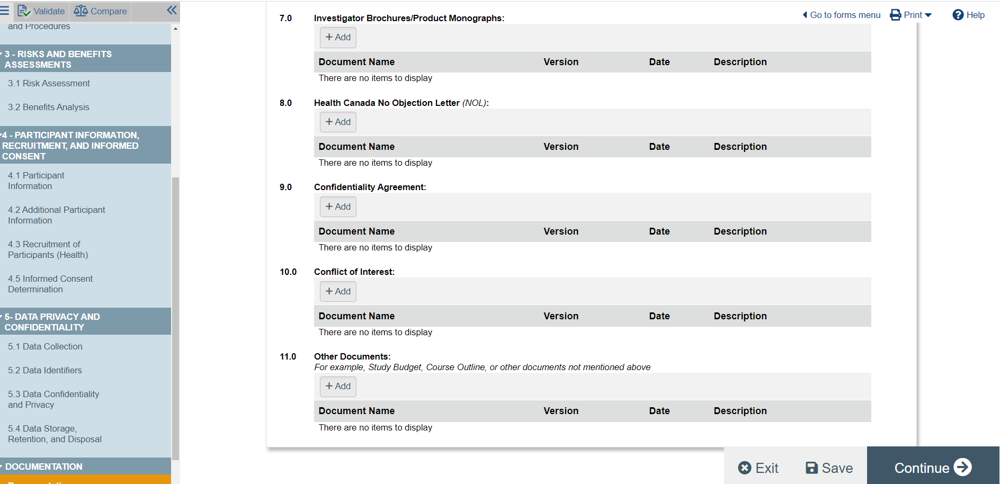 Validate
Compare
and Procedures
3 - RISKS AND BENEFITS
ASSESSMENTS
3.1 Risk Assessment
3.2 Benefits Analysis
4 - PARTICIPANT INFORMATION,
RECRUITMENT, AND INFORMED
CONSENT
4.1 Participant
Information
4.2 Additional Participant
Information
4.3 Recruitment of
Participants (Health)
4.5 Informed Consent
Determination
5- DATA PRIVACY AND
CONFIDENTIALITY
5.1 Data Collection
5.2 Data Identifiers
5.3 Data Confidentiality
and Privacy
5.4 Data Storage,
Retention, and Disposal
DOCUMENTATION
Go to forms menu Print Help
7.0 Investigator Brochures/Product Monographs:
+ Add
Document Name Version Date Description
There are no items to display
8.0 Health Canada No Objection Letter (NOL):
+ Add
Document Name Version Date Description
There are no items to display
9.0 Confidentiality Agreement:
+ Add
Document Name Version Date Description
There are no items to display
10.0 Conflict of Interest:
+ Add
Document Name Version Date Description
There are no items to display
11.0 Other Documents:
For example, Study Budget, Course Outline, or other documents not mentioned above
+ Add
Document Name Version Date Description
There are no items to display
Exit Save Continue